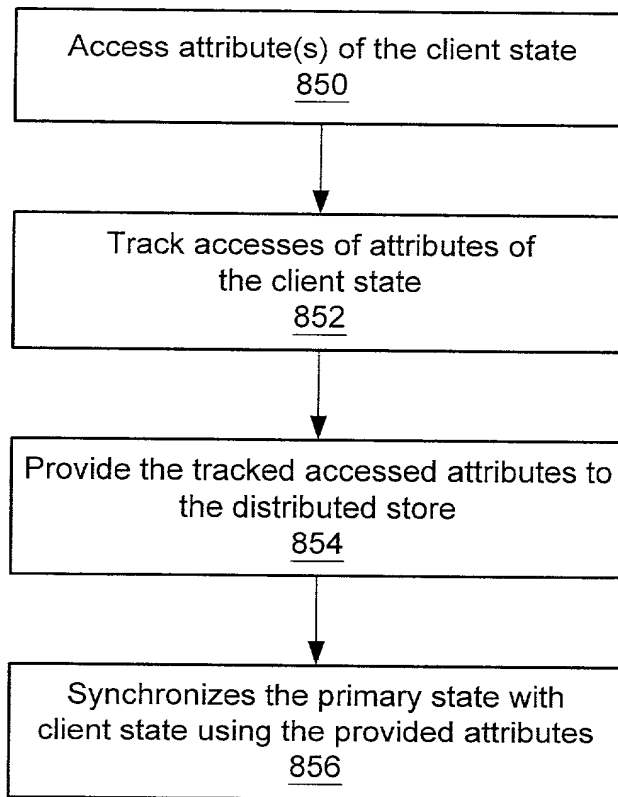 Access attribute(s) of the client state
850
Track accesses of attributes of
the client state
852
Provide the tracked accessed attributes to
the distributed store
854
Synchronizes the primary state with
client state using the provided attributes
856